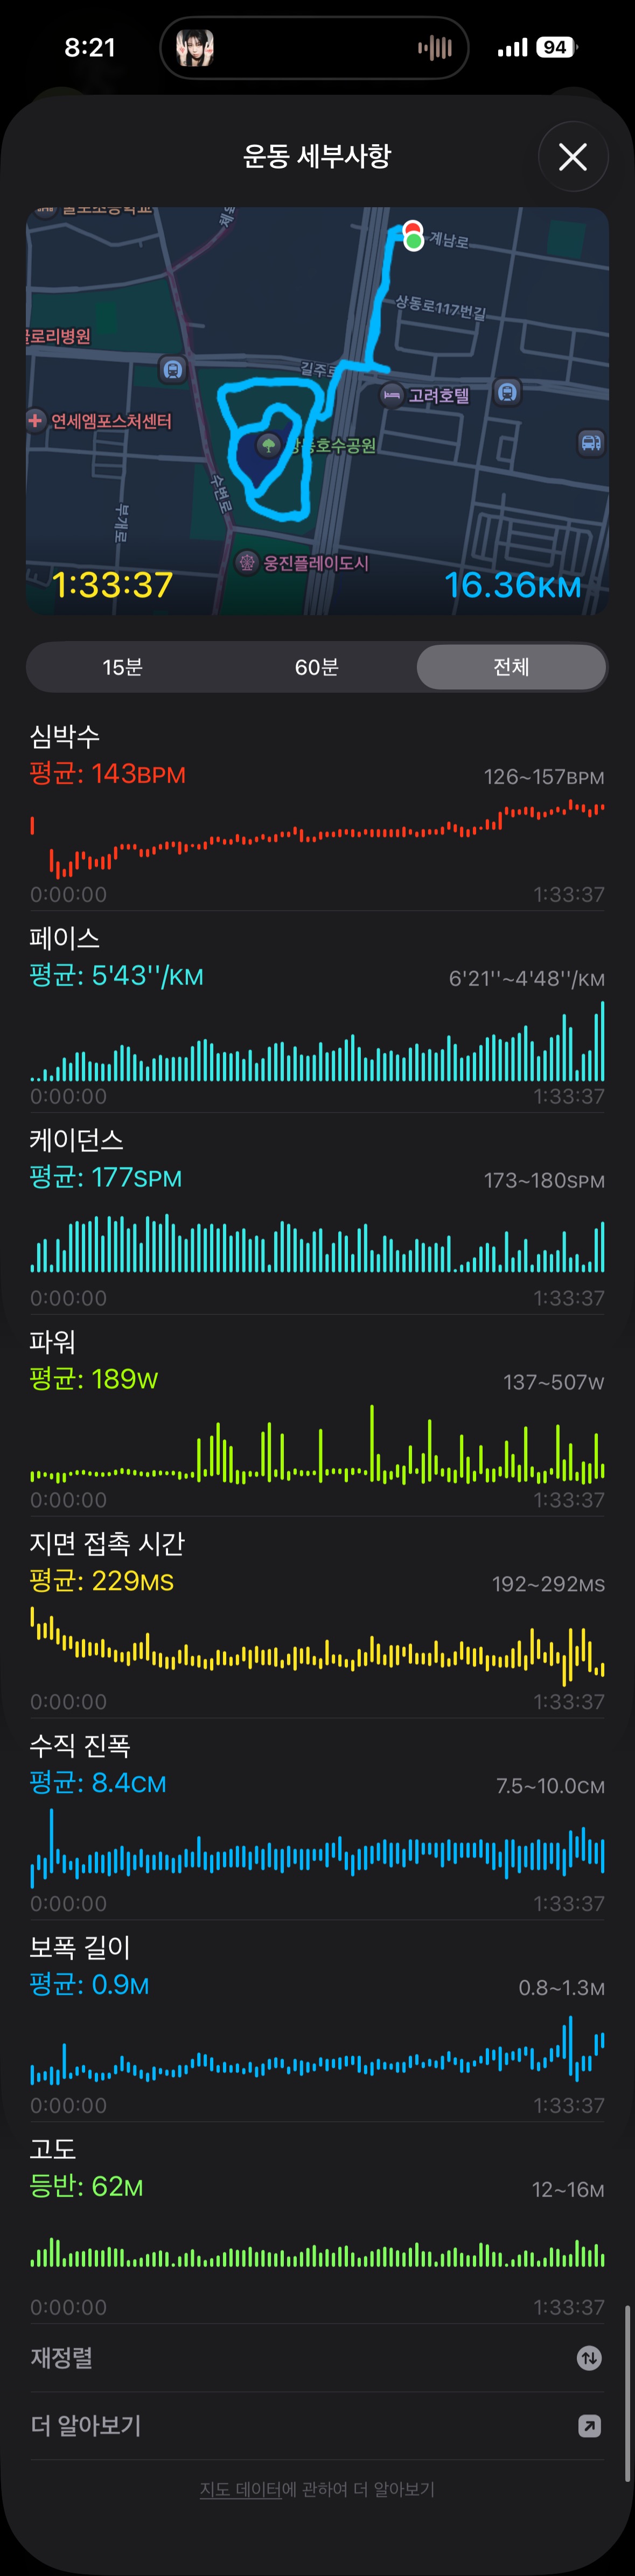 8:21
94
운동 세부사항
계남로
상동로117번길
글로리병원
길주로
고려호텔
연세엠포스처센터
상동호수공원
수변로
부개로
웅진플레이도시
1:33:37
16.36KM
15분
60분
전체
심박수
평균: 143BPM
126~157BPM
0:00:00
1:33:37
페이스
평균: 5'43''/KM
6'21''~4'48''/KM
0:00:00
1:33:37
케이던스
평균: 177SPM
173~180SPM
0:00:00
1:33:37
파워
평균: 189W
137~507W
0:00:00
1:33:37
지면 접촉 시간
평균: 229MS
192~292MS
0:00:00
1:33:37
수직 진폭
평균: 8.4CM
7.5~10.0CM
0:00:00
1:33:37
보폭 길이
평균: 0.9M
0.8~1.3M
0:00:00
1:33:37
고도
등반: 62M
12~16M
0:00:00
1:33:37
재정렬
더 알아보기
지도 데이터에 관하여 더 알아보기